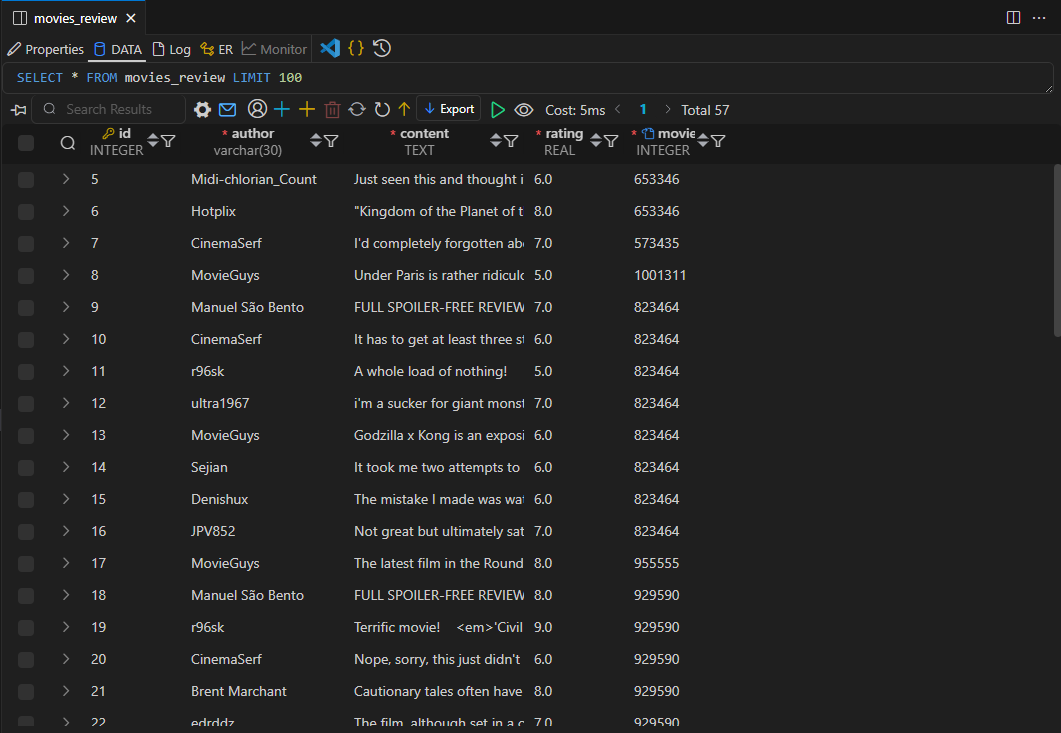 movies_review
Properties DATA Log ER Monitor
SELECT * FROM movies_review LIMIT 100
Search Results Export Cost: 5ms 1 Total 57
* id * author * content * rating * movie
INTEGER varchar(30) TEXT REAL INTEGER
5 Midi-chlorian_Count Just seen this and thought i 6.0 653346
6 Hotplix "Kingdom of the Planet of t 8.0 653346
7 CinemaSerf I'd completely forgotten abo 7.0 573435
8 MovieGuys Under Paris is rather ridiculo 5.0 1001311
9 Manuel São Bento FULL SPOILER-FREE REVIEW 7.0 823464
10 CinemaSerf It has to get at least three st 6.0 823464
11 r96sk A whole load of nothing! 5.0 823464
12 ultra1967 i'm a sucker for giant monst 7.0 823464
13 MovieGuys Godzilla x Kong is an exposi 6.0 823464
14 Sejian It took me two attempts to 6.0 823464
15 Denishux The mistake I made was wat 6.0 823464
16 JPV852 Not great but ultimately sat 7.0 823464
17 MovieGuys The latest film in the Round 8.0 955555
18 Manuel São Bento FULL SPOILER-FREE REVIEW 8.0 929590
19 r96sk Terrific movie! <em>'Civil 9.0 929590
20 CinemaSerf Nope, sorry, this just didn't 6.0 929590
21 Brent Marchant Cautionary tales often have 8.0 929590
22 edrddz The film, although set in a c 7.0 929590